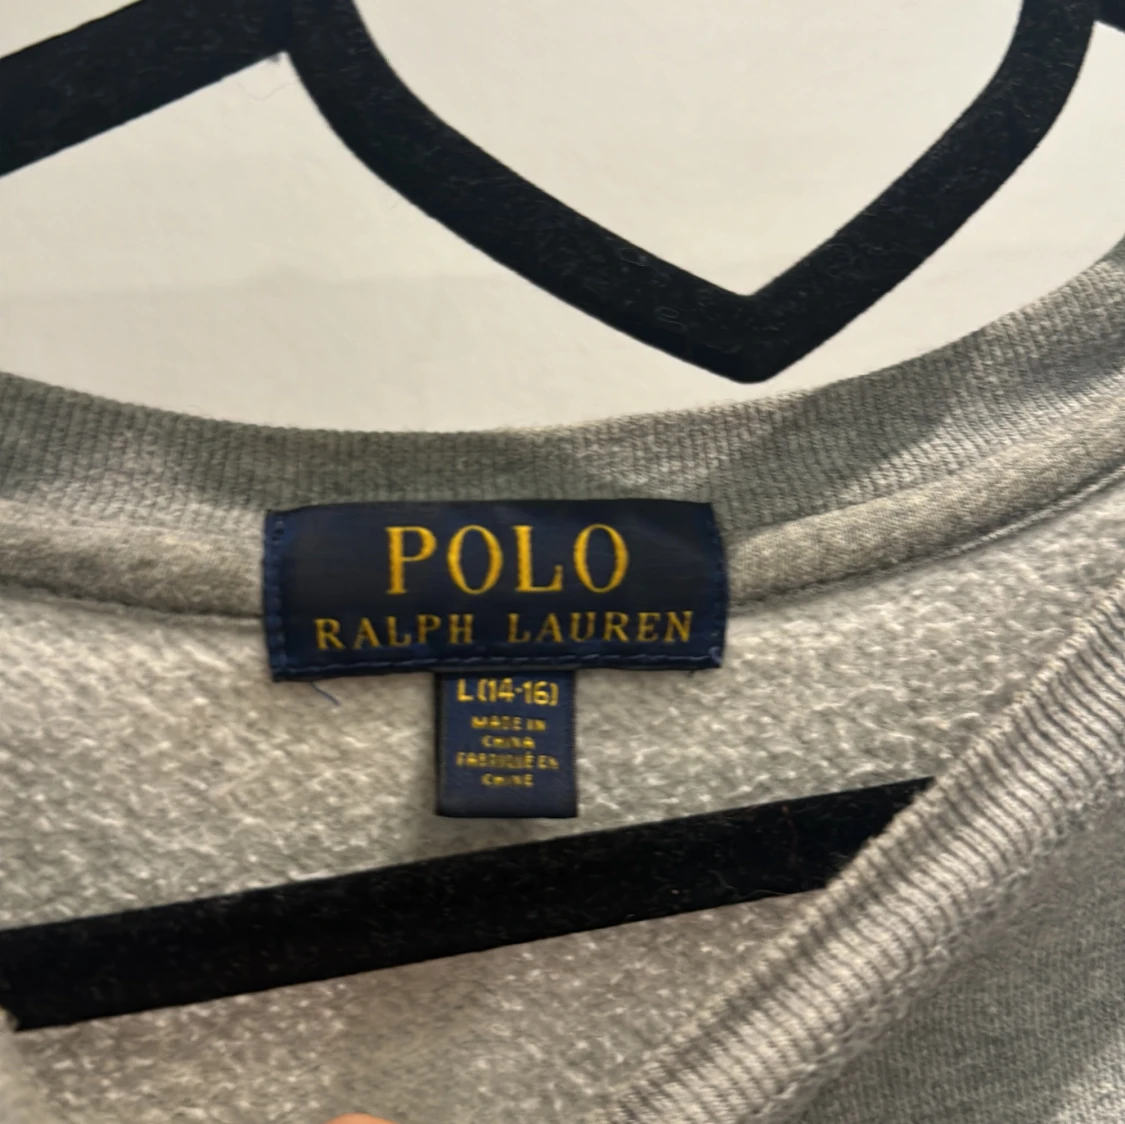 POLO
RALPH LAUREN
L (14-16)
MADE IN
CHINA
FABRIQUÉ EN
CHINE